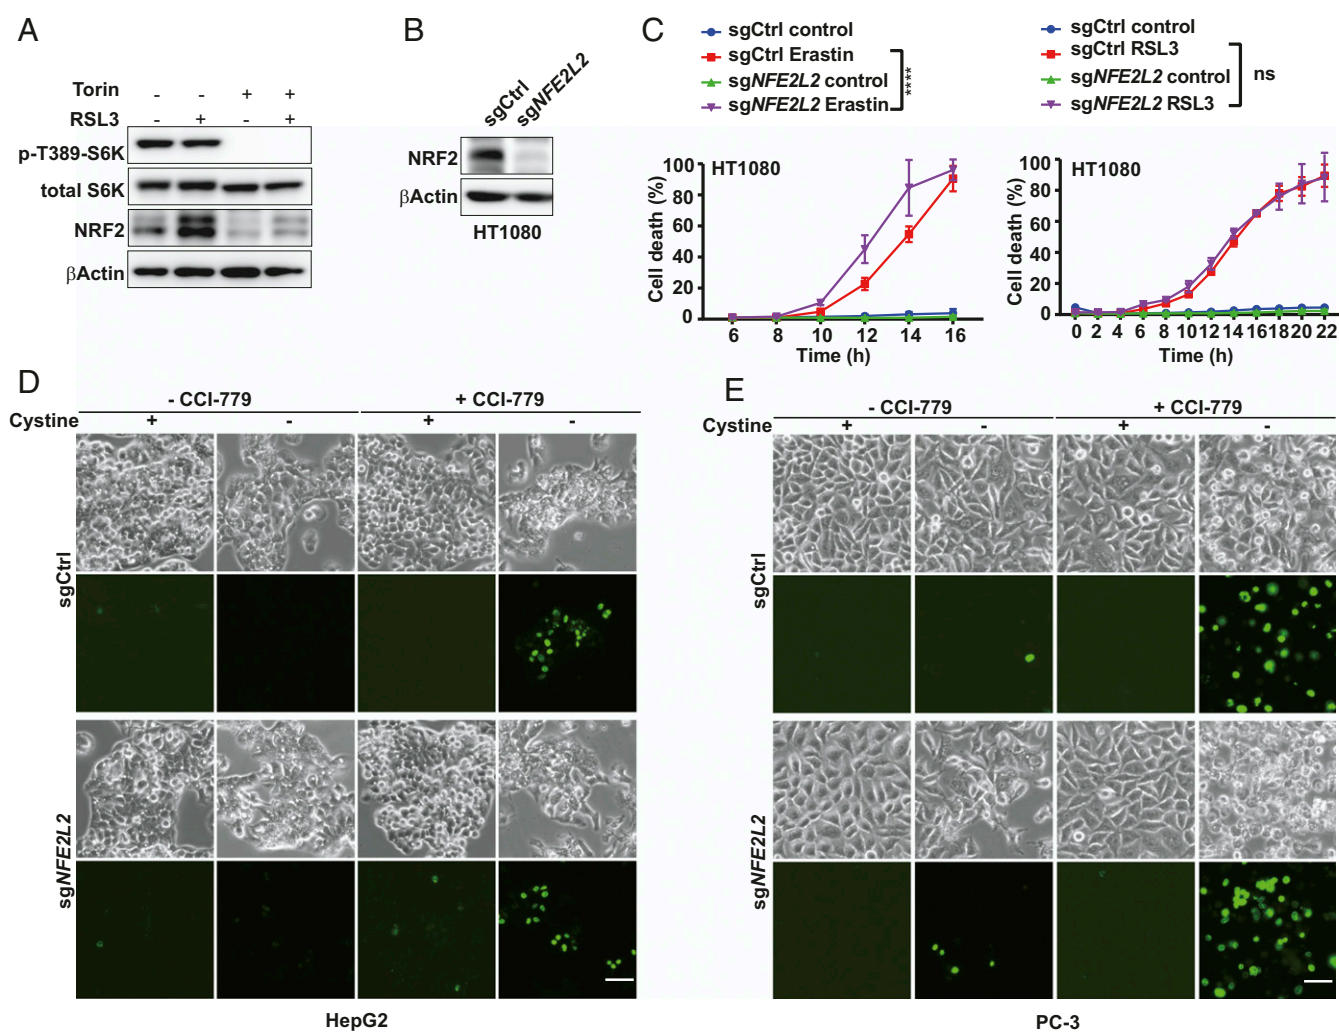 A
Torin - - + +
RSL3 - + - +
p-T389-S6K
total S6K
NRF2
βActin
B
sgCtrl
sgNFE2L2
NRF2
βActin
HT1080
C
sgCtrl control
sgCtrl Erastin
sgNFE2L2 control
sgNFE2L2 Erastin
****
HT1080
Cell death (%)
100
80
60
40
20
0
6 8 10 12 14 16
Time (h)
sgCtrl control
sgCtrl RSL3
sgNFE2L2 control
sgNFE2L2 RSL3
ns
HT1080
Cell death (%)
100
80
60
40
20
0
0 2 4 6 8 10 12 14 16 18 20 22
Time (h)
D
- CCI-779 + CCI-779
Cystine + - + -
sgCtrl
sgNFE2L2
HepG2
E
- CCI-779 + CCI-779
Cystine + - + -
sgCtrl
sgNFE2L2
PC-3